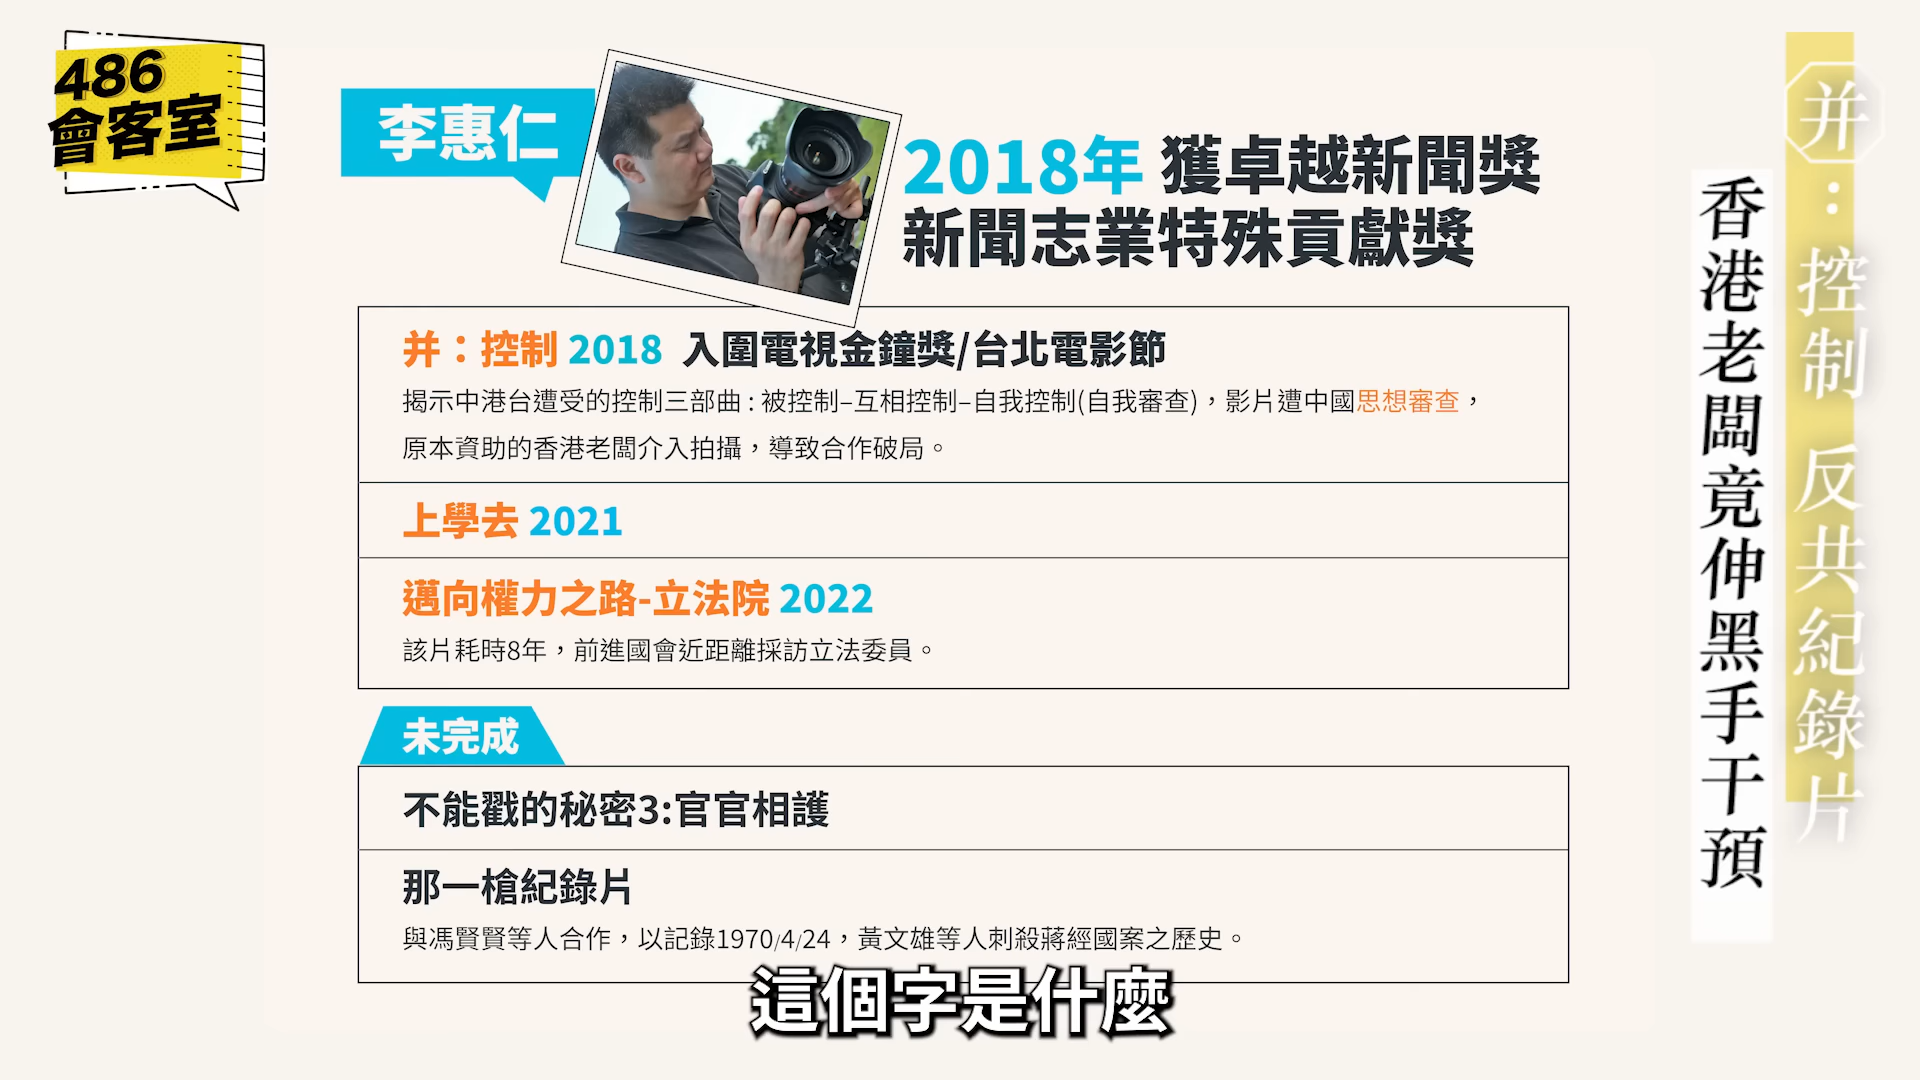 486
會客室
李惠仁
2018年 獲卓越新聞獎
新聞志業特殊貢獻獎
并：控制 2018 入圍電視金鐘獎/台北電影節
揭示中港台遭受的控制三部曲 : 被控制–互相控制–自我控制(自我審查)，影片遭中國思想審查，
原本資助的香港老闆介入拍攝，導致合作破局。
上學去 2021
邁向權力之路-立法院 2022
該片耗時8年，前進國會近距離採訪立法委員。
未完成
不能戳的秘密3:官官相護
那一槍紀錄片
與馮賢賢等人合作，以記錄1970/4/24，黃文雄等人刺殺蔣經國案之歷史。
并：控制 反共紀錄片
香港老闆竟伸黑手干預
這個字是什麼